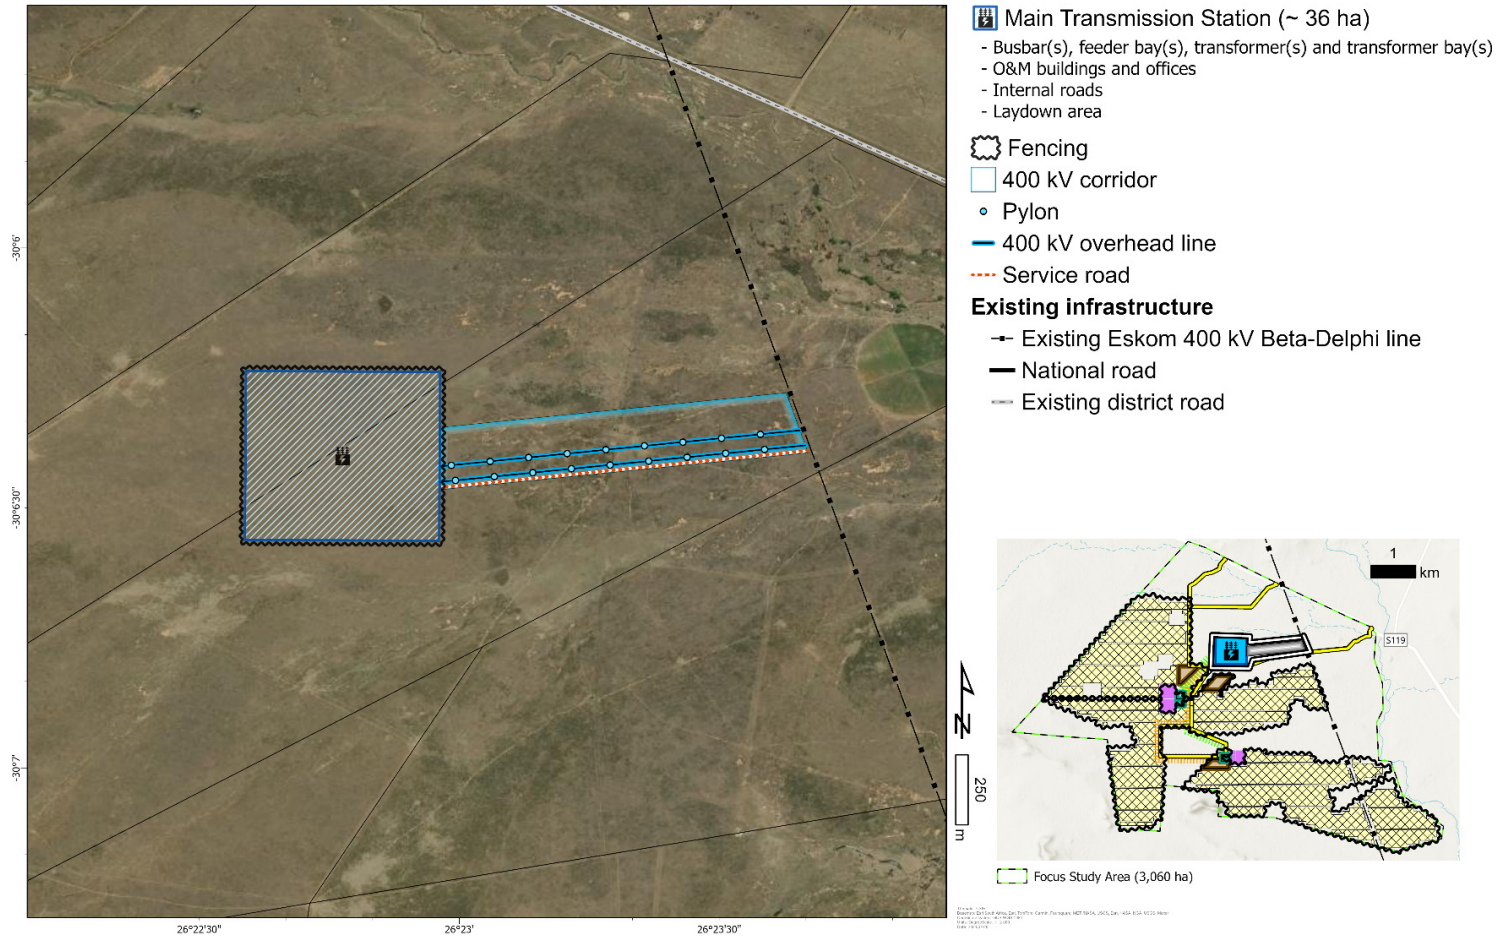 Main Transmission Station (~ 36 ha)
- Busbar(s), feeder bay(s), transformer(s) and transformer bay(s)
- O&M buildings and offices
- Internal roads
- Laydown area
Fencing
400 kV corridor
Pylon
400 kV overhead line
Service road
Existing infrastructure
Existing Eskom 400 kV Beta-Delphi line
National road
Existing district road
-30°6'
-30°6'30"
-30°7'
26°22'30"
26°23'
26°23'30"
N
250
m
1
km
S119
Focus Study Area (3,060 ha)